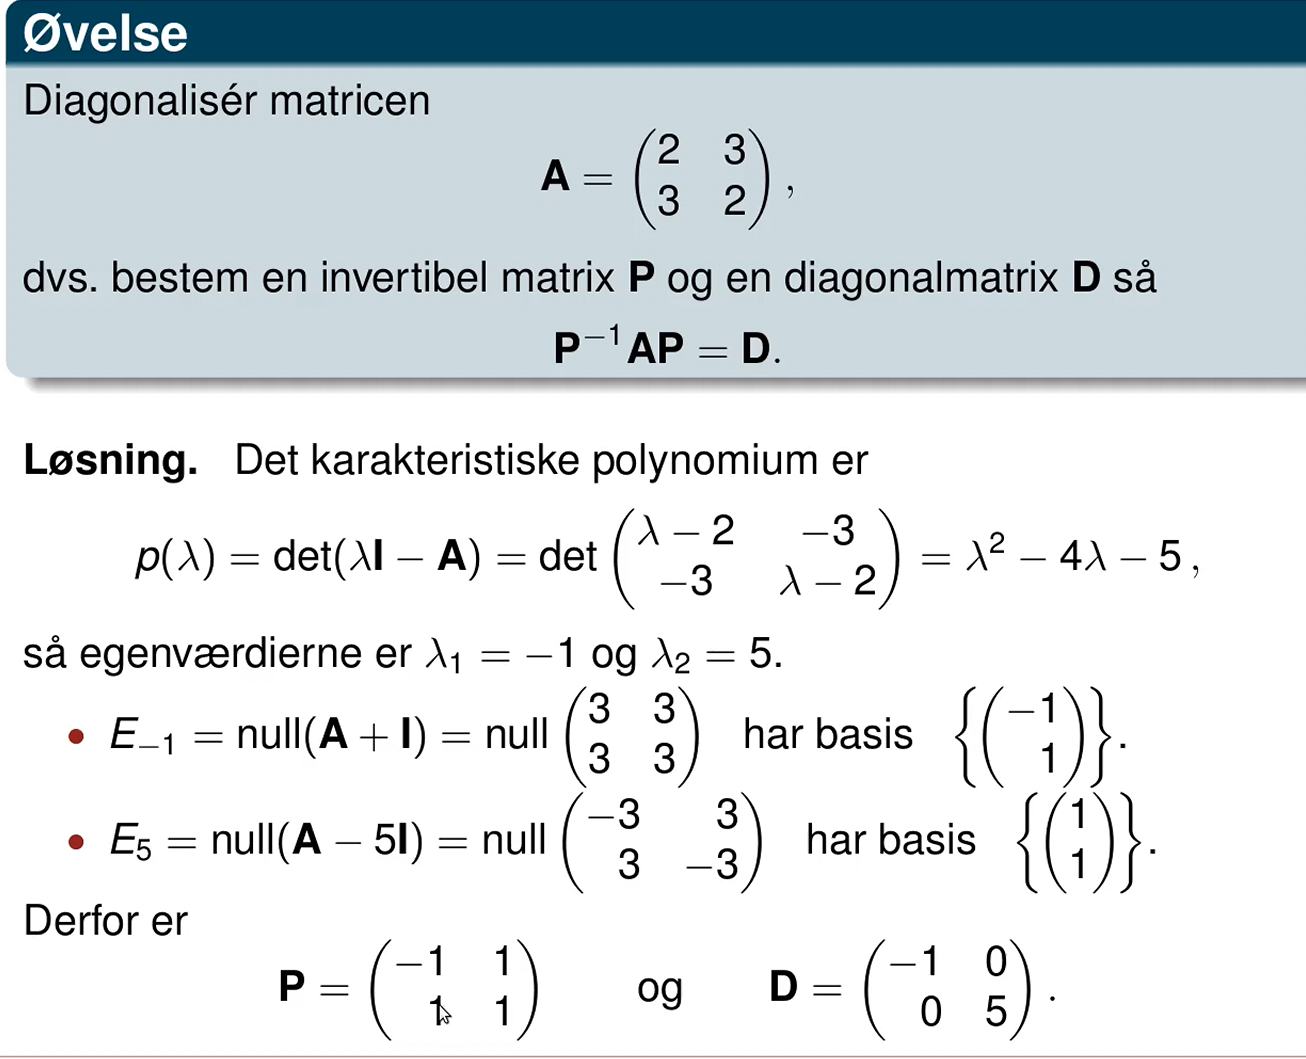 Øvelse
Diagonalisér matricen
A = (2 3
3 2),
dvs. bestem en invertibel matrix P og en diagonalmatrix D så
P⁻¹AP = D.
Løsning. Det karakteristiske polynomium er
p(λ) = det(λI − A) = det (λ − 2 −3
−3 λ − 2) = λ² − 4λ − 5 ,
så egenværdierne er λ₁ = −1 og λ₂ = 5.
• E₋₁ = null(A + I) = null (3 3
3 3) har basis {(−1
1)}.
• E₅ = null(A − 5I) = null (−3 3
3 −3) har basis {(1
1)}.
Derfor er
P = (−1 1
1 1) og D = (−1 0
0 5) .